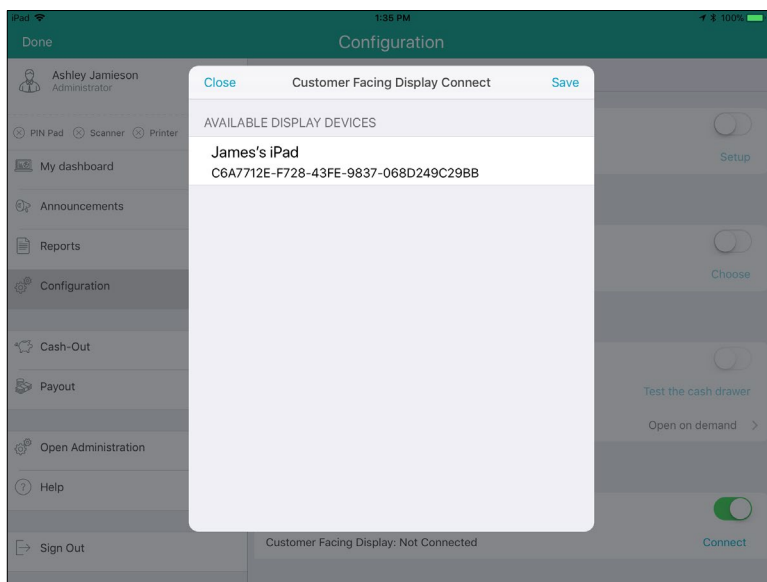 iPad 1:35 PM 100%
Done Configuration
Ashley Jamieson
Administrator
PIN Pad Scanner Printer
My dashboard
Announcements
Reports
Configuration
Cash-Out
Payout
Open Administration
Help
Sign Out
Close Customer Facing Display Connect Save
AVAILABLE DISPLAY DEVICES
James's iPad
C6A7712E-F728-43FE-9837-068D249C29BB
Setup
Choose
Test the cash drawer
Open on demand
Customer Facing Display: Not Connected Connect